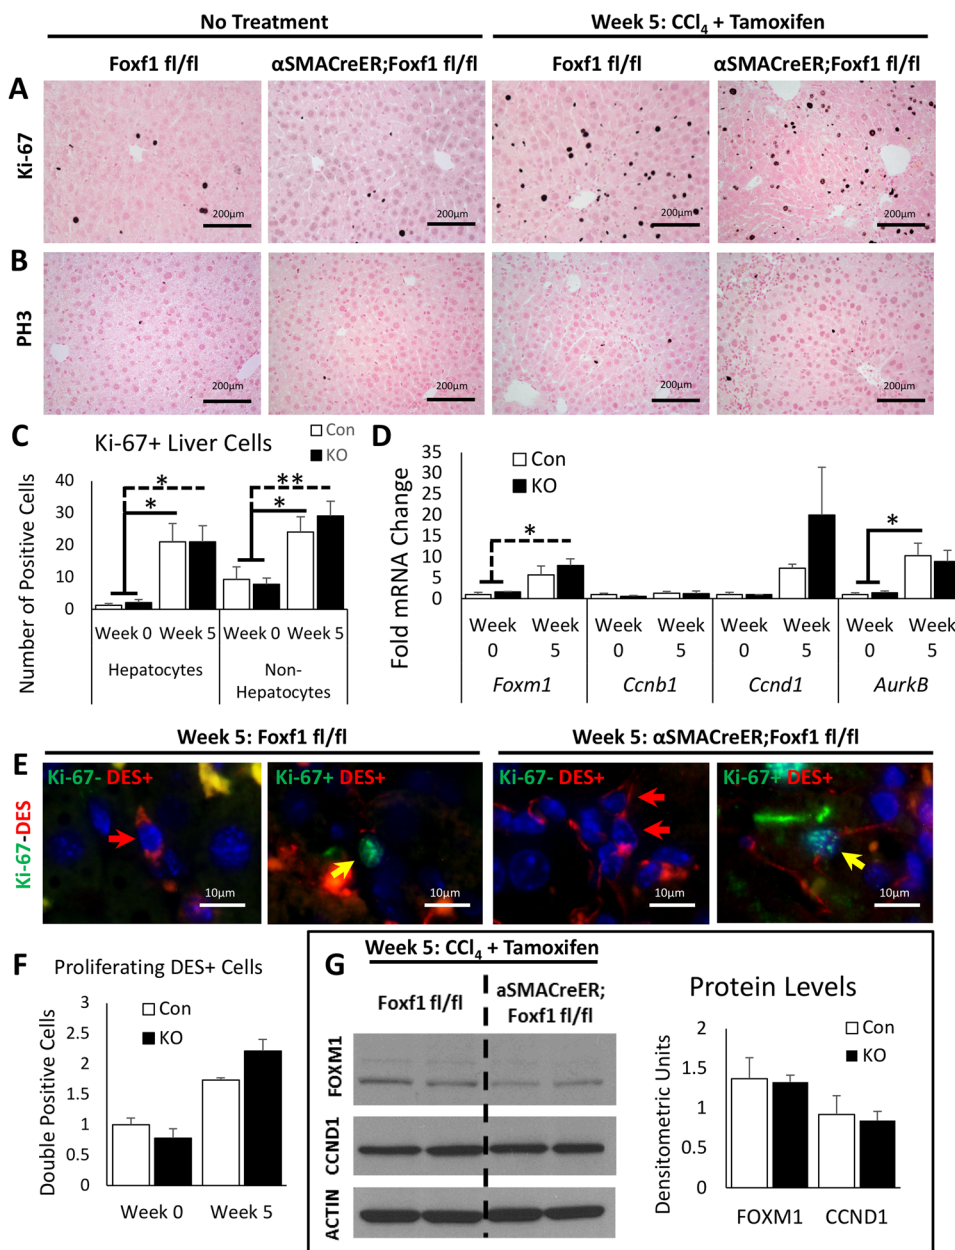 No Treatment
Week 5: CCl4 + Tamoxifen
Foxf1 fl/fl
αSMACreER;Foxf1 fl/fl
Foxf1 fl/fl
αSMACreER;Foxf1 fl/fl
A
Ki-67
200µm
200µm
200µm
200µm
B
PH3
200µm
200µm
200µm
200µm
C
Ki-67+ Liver Cells
Con
KO
Number of Positive Cells
40
30
20
10
0
*
*
**
*
Week 0
Week 5
Week 0
Week 5
Hepatocytes
Non-
Hepatocytes
D
Con
KO
Fold mRNA Change
35
30
25
20
15
10
5
0
*
*
Week
0
Week
5
Week
0
Week
5
Week
0
Week
5
Week
0
Week
5
Foxm1
Ccnb1
Ccnd1
AurkB
Week 5: Foxf1 fl/fl
Week 5: αSMACreER;Foxf1 fl/fl
E
Ki-67-DES
Ki-67- DES+
10µm
Ki-67+ DES+
10µm
Ki-67- DES+
10µm
Ki-67+ DES+
10µm
F
Proliferating DES+ Cells
Con
KO
Double Positive Cells
3
2.5
2
1.5
1
0.5
0
Week 0
Week 5
G
Week 5: CCl4 + Tamoxifen
Foxf1 fl/fl
aSMACreER;
Foxf1 fl/fl
FOXM1
CCND1
ACTIN
Protein Levels
Con
KO
Densitometric Units
2
1.5
1
0.5
0
FOXM1
CCND1